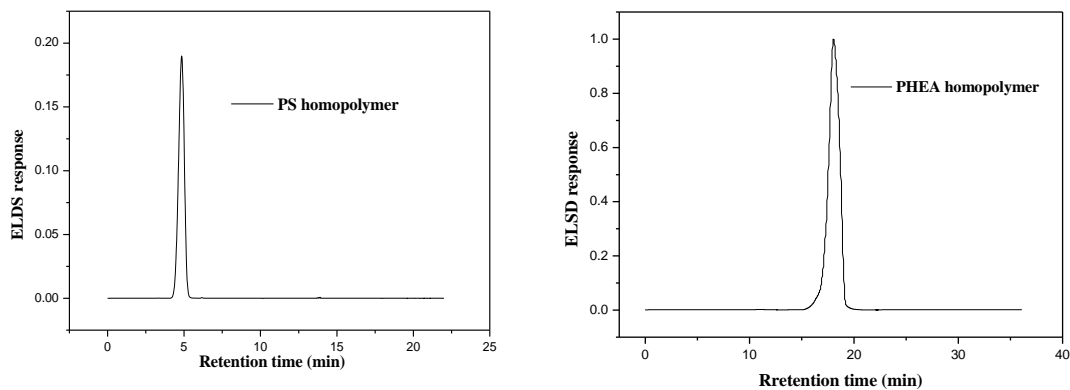 0.20
0.15
0.10
0.05
0.00
ELDS response
PS homopolymer
0 5 10 15 20 25
Retention time (min)
1.0
0.8
0.6
0.4
0.2
0.0
ELSD response
PHEA homopolymer
0 10 20 30 40
Rretention time (min)